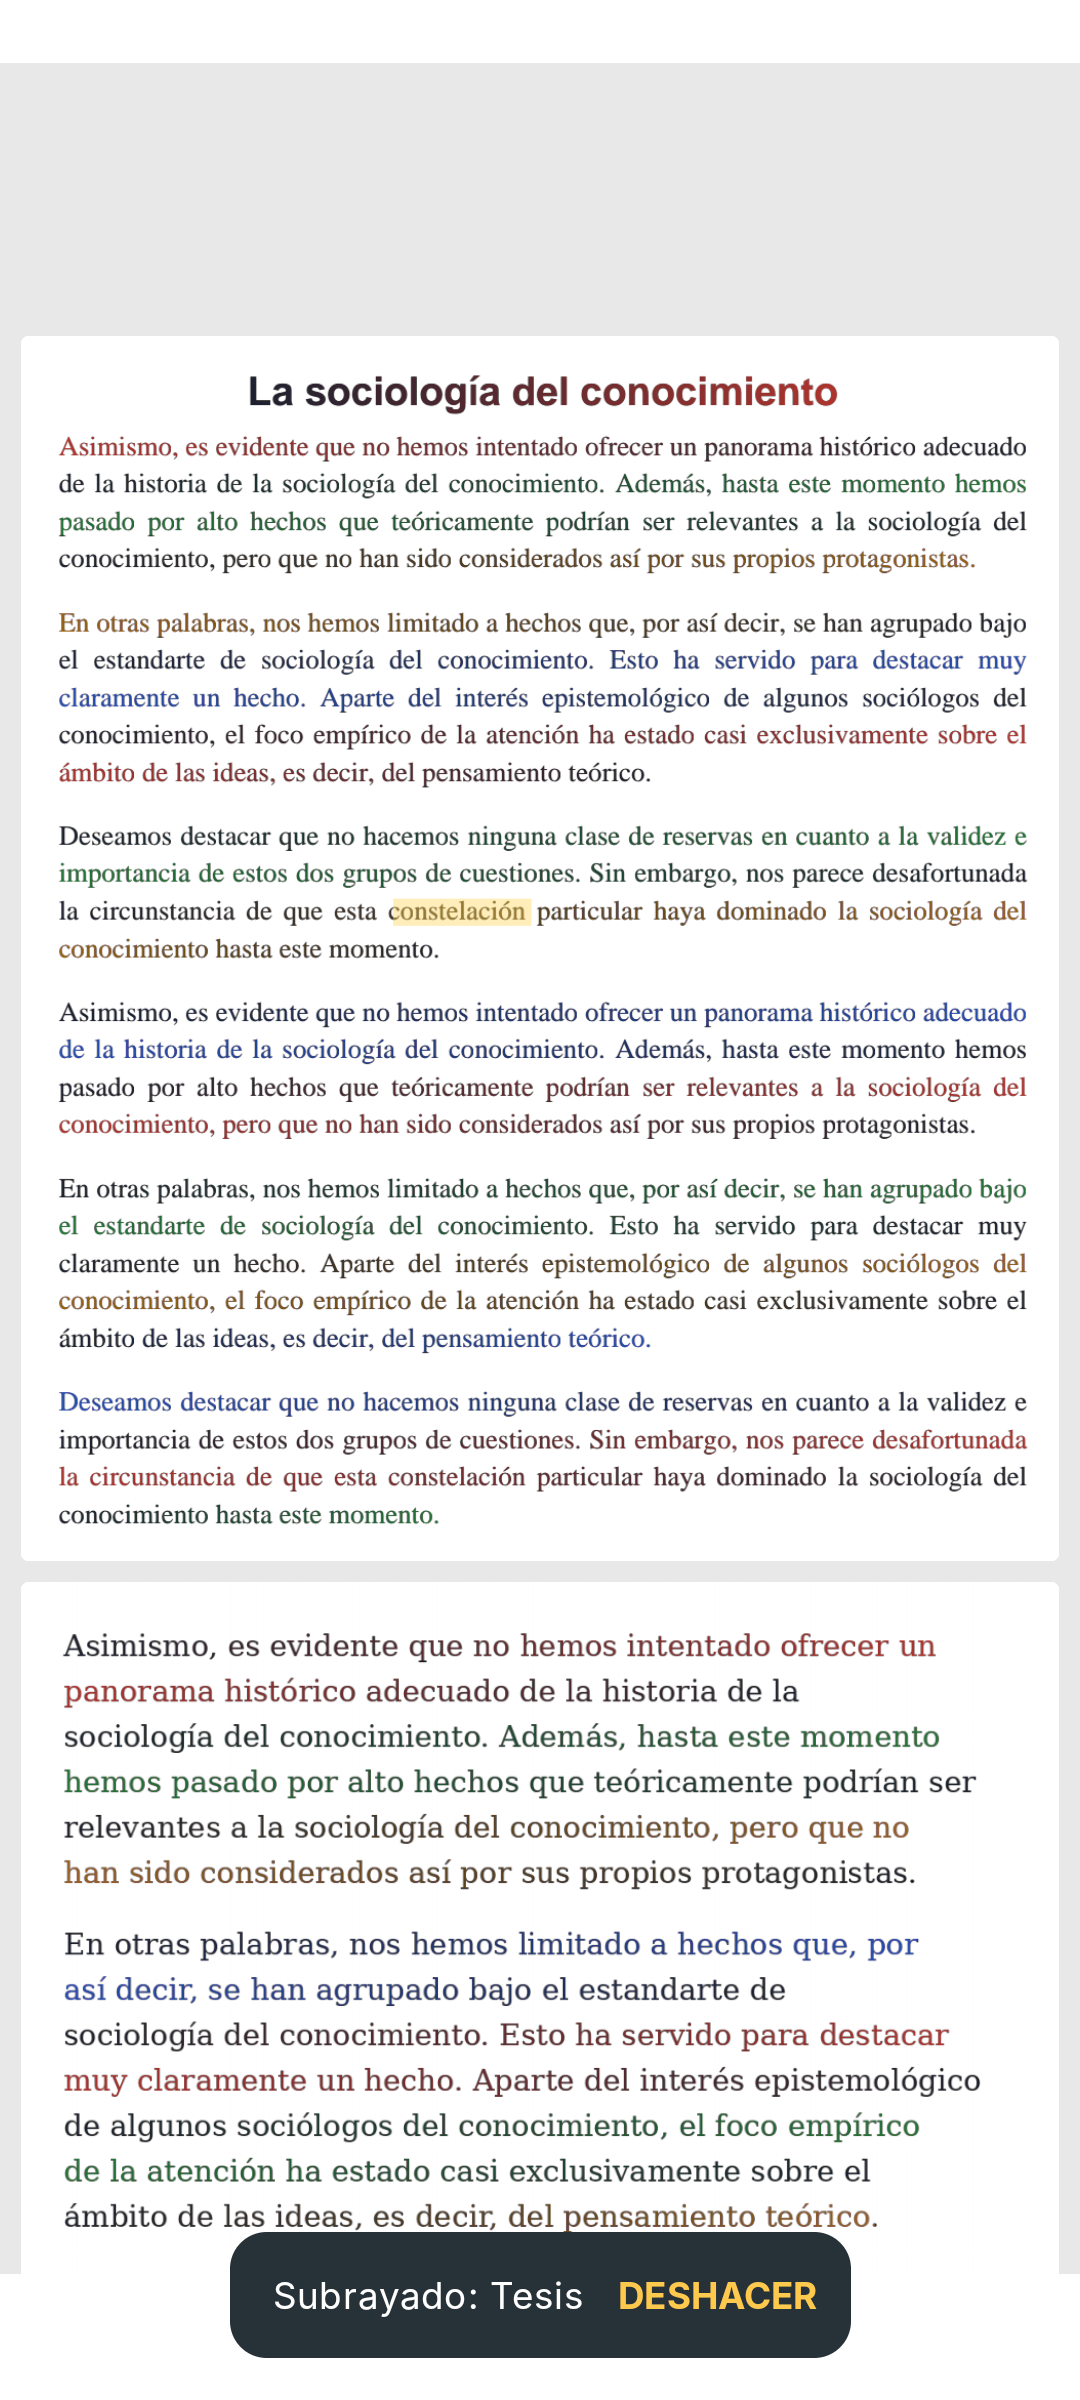 La sociología del conocimiento
Asimismo, es evidente que no hemos intentado ofrecer un panorama histórico adecuado
de la historia de la sociología del conocimiento. Además, hasta este momento hemos
pasado por alto hechos que teóricamente podrían ser relevantes a la sociología del
conocimiento, pero que no han sido considerados así por sus propios protagonistas.
En otras palabras, nos hemos limitado a hechos que, por así decir, se han agrupado bajo
el estandarte de sociología del conocimiento. Esto ha servido para destacar muy
claramente un hecho. Aparte del interés epistemológico de algunos sociólogos del
conocimiento, el foco empírico de la atención ha estado casi exclusivamente sobre el
ámbito de las ideas, es decir, del pensamiento teórico.
Deseamos destacar que no hacemos ninguna clase de reservas en cuanto a la validez e
importancia de estos dos grupos de cuestiones. Sin embargo, nos parece desafortunada
la circunstancia de que esta constelación particular haya dominado la sociología del
conocimiento hasta este momento.
Asimismo, es evidente que no hemos intentado ofrecer un panorama histórico adecuado
de la historia de la sociología del conocimiento. Además, hasta este momento hemos
pasado por alto hechos que teóricamente podrían ser relevantes a la sociología del
conocimiento, pero que no han sido considerados así por sus propios protagonistas.
En otras palabras, nos hemos limitado a hechos que, por así decir, se han agrupado bajo
el estandarte de sociología del conocimiento. Esto ha servido para destacar muy
claramente un hecho. Aparte del interés epistemológico de algunos sociólogos del
conocimiento, el foco empírico de la atención ha estado casi exclusivamente sobre el
ámbito de las ideas, es decir, del pensamiento teórico.
Deseamos destacar que no hacemos ninguna clase de reservas en cuanto a la validez e
importancia de estos dos grupos de cuestiones. Sin embargo, nos parece desafortunada
la circunstancia de que esta constelación particular haya dominado la sociología del
conocimiento hasta este momento.
Asimismo, es evidente que no hemos intentado ofrecer un
panorama histórico adecuado de la historia de la
sociología del conocimiento. Además, hasta este momento
hemos pasado por alto hechos que teóricamente podrían ser
relevantes a la sociología del conocimiento, pero que no
han sido considerados así por sus propios protagonistas.
En otras palabras, nos hemos limitado a hechos que, por
así decir, se han agrupado bajo el estandarte de
sociología del conocimiento. Esto ha servido para destacar
muy claramente un hecho. Aparte del interés epistemológico
de algunos sociólogos del conocimiento, el foco empírico
de la atención ha estado casi exclusivamente sobre el
ámbito de las ideas, es decir, del pensamiento teórico.
Subrayado: Tesis DESHACER